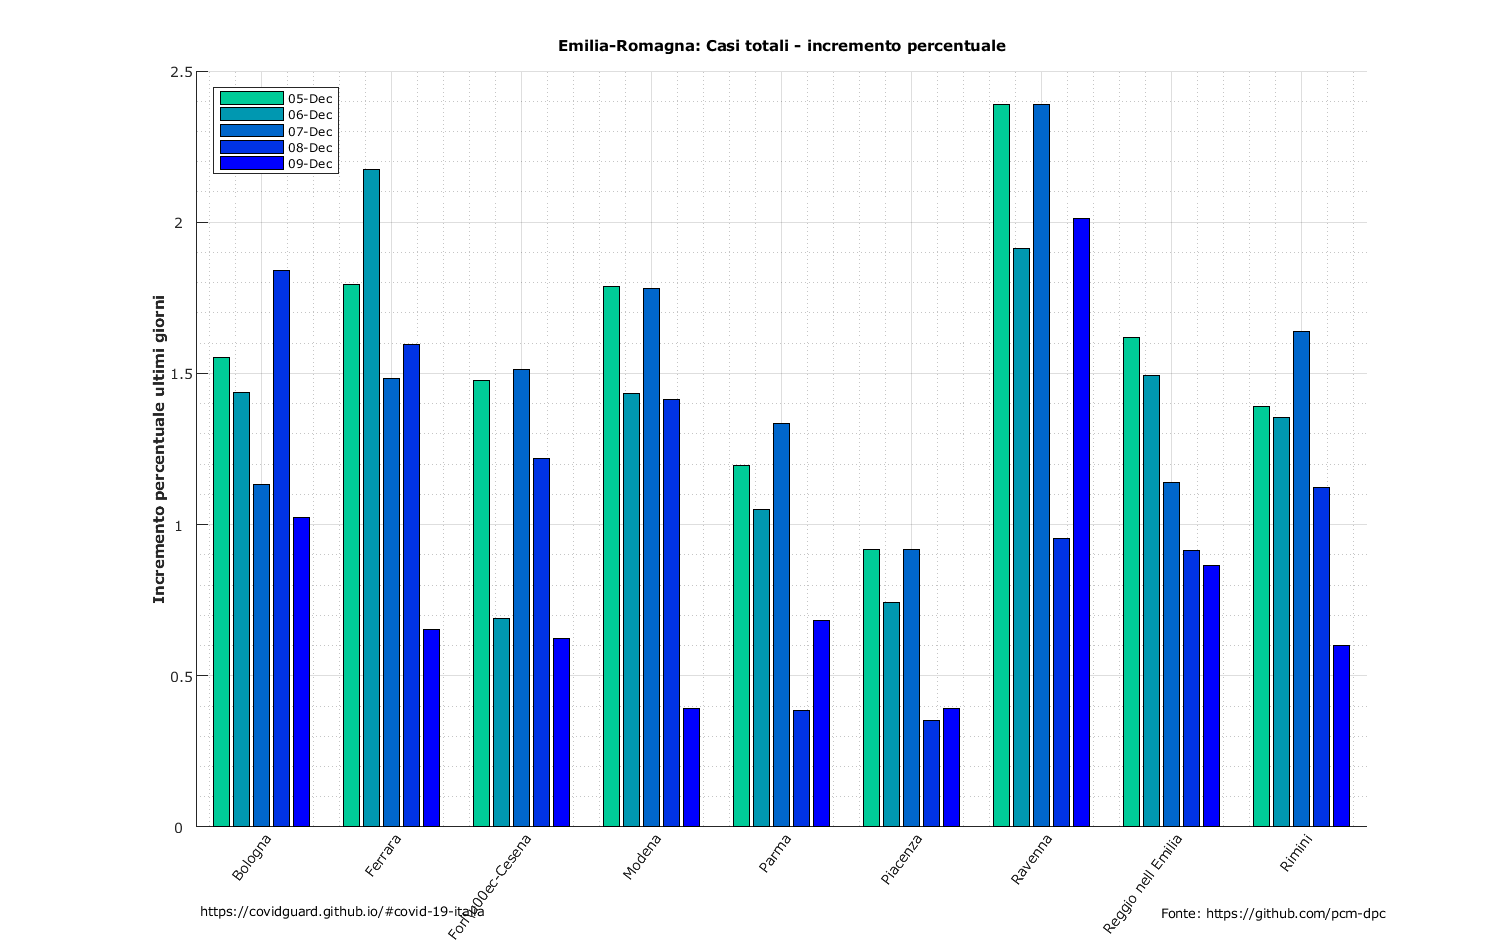 Emilia-Romagna: Casi totali - incremento percentuale
2.5
2
1.5
1
0.5
0
Incremento percentuale ultimi giorni
05-Dec
06-Dec
07-Dec
08-Dec
09-Dec
Bologna
Ferrara
Modena
Parma
Piacenza
Ravenna
Reggio nell Emilia
Rimini
https://covidguard.github.io/#covid-19-italia
Fonte: https://github.com/pcm-dpc